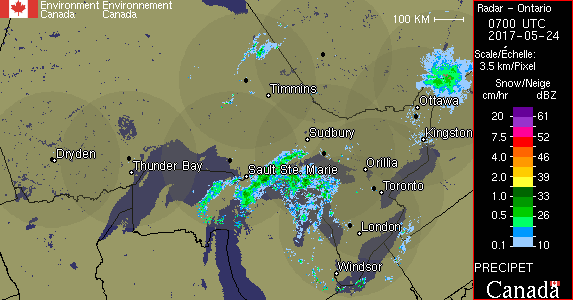 Environment Environnement
Canada Canada
100 KM
Timmins
Ottawa
Sudbury
Kingston
Dryden
Thunder Bay
Sault Ste. Marie
Orillia
Toronto
London
Windsor
Radar - Ontario
0700 UTC
2017-05-24
Scale/Échelle:
3.5 km/Pixel
Snow/Neige
cm/hr dBZ
20 61
7.5 52
4.0 46
2.0 39
1.0 33
0.5 26
0.1 10
PRECIPET
Canada